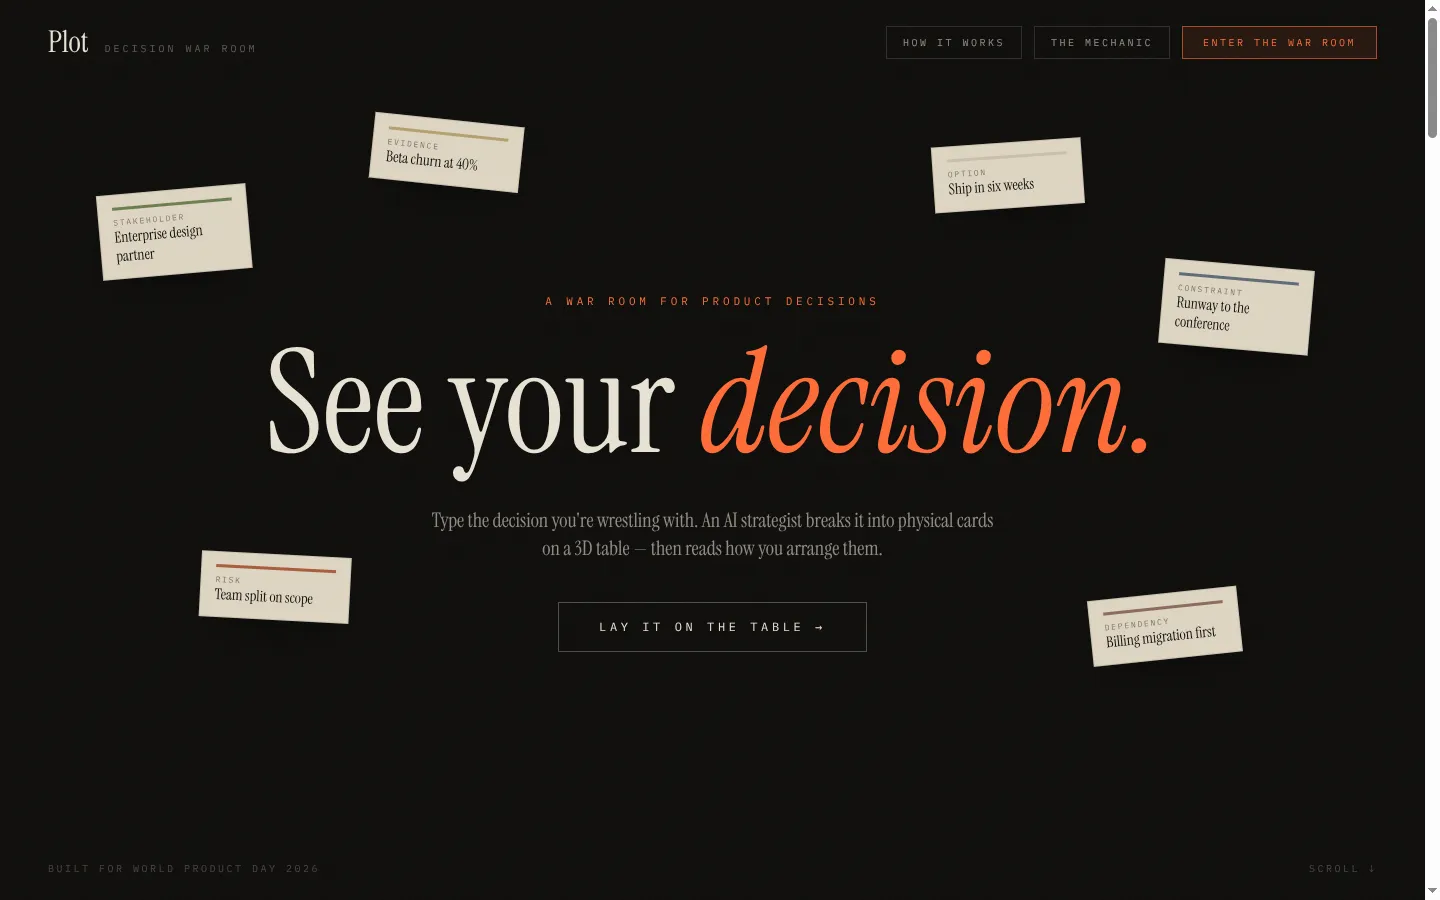 Plot
DECISION WAR ROOM
HOW IT WORKS
THE MECHANIC
ENTER THE WAR ROOM
EVIDENCE
Beta churn at 40%
OPTION
Ship in six weeks
STAKEHOLDER
Enterprise design
partner
CONSTRAINT
Runway to the
conference
A WAR ROOM FOR PRODUCT DECISIONS
See your decision.
Type the decision you're wrestling with. An AI strategist breaks it into physical cards
on a 3D table — then reads how you arrange them.
RISK
Team split on scope
LAY IT ON THE TABLE →
DEPENDENCY
Billing migration first
BUILT FOR WORLD PRODUCT DAY 2026
SCROLL ↓